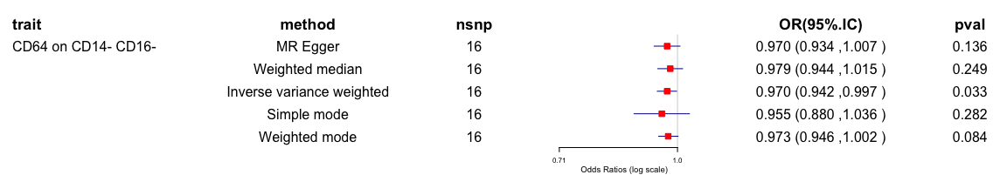 trait method nsnp OR(95%.IC) pval
CD64 on CD14- CD16- MR Egger 16 0.970 (0.934 ,1.007 ) 0.136
Weighted median 16 0.979 (0.944 ,1.015 ) 0.249
Inverse variance weighted 16 0.970 (0.942 ,0.997 ) 0.033
Simple mode 16 0.955 (0.880 ,1.036 ) 0.282
Weighted mode 16 0.973 (0.946 ,1.002 ) 0.084
0.71 1.0
Odds Ratios (log scale)